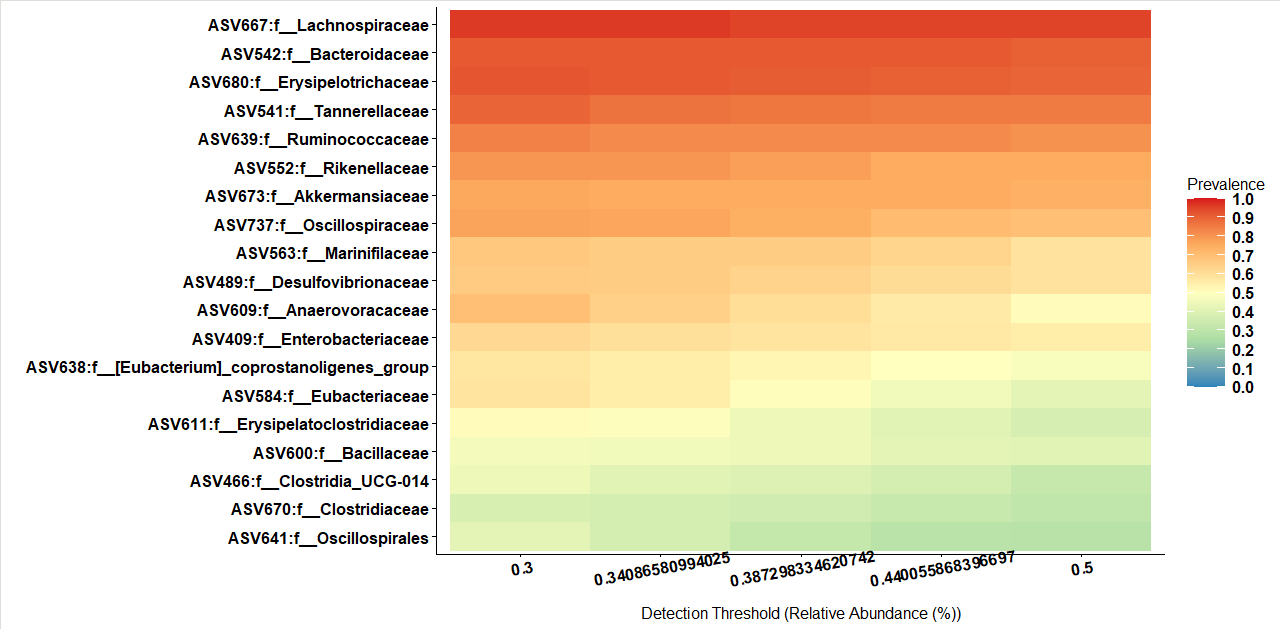 ASV667:f__Lachnospiraceae
ASV542:f__Bacteroidaceae
ASV680:f__Erysipelotrichaceae
ASV541:f__Tannerellaceae
ASV639:f__Ruminococcaceae
ASV552:f__Rikenellaceae
ASV673:f__Akkermansiaceae
ASV737:f__Oscillospiraceae
ASV563:f__Marinifilaceae
ASV489:f__Desulfovibrionaceae
ASV609:f__Anaerovoracaceae
ASV409:f__Enterobacteriaceae
ASV638:f__[Eubacterium]_coprostanoligenes_group
ASV584:f__Eubacteriaceae
ASV611:f__Erysipelatoclostridiaceae
ASV600:f__Bacillaceae
ASV466:f__Clostridia_UCG-014
ASV670:f__Clostridiaceae
ASV641:f__Oscillospirales
0.3
0.34086580994025
0.387298334620742
0.440055868396697
0.5
Detection Threshold (Relative Abundance (%))
Prevalence
1.0
0.9
0.8
0.7
0.6
0.5
0.4
0.3
0.2
0.1
0.0